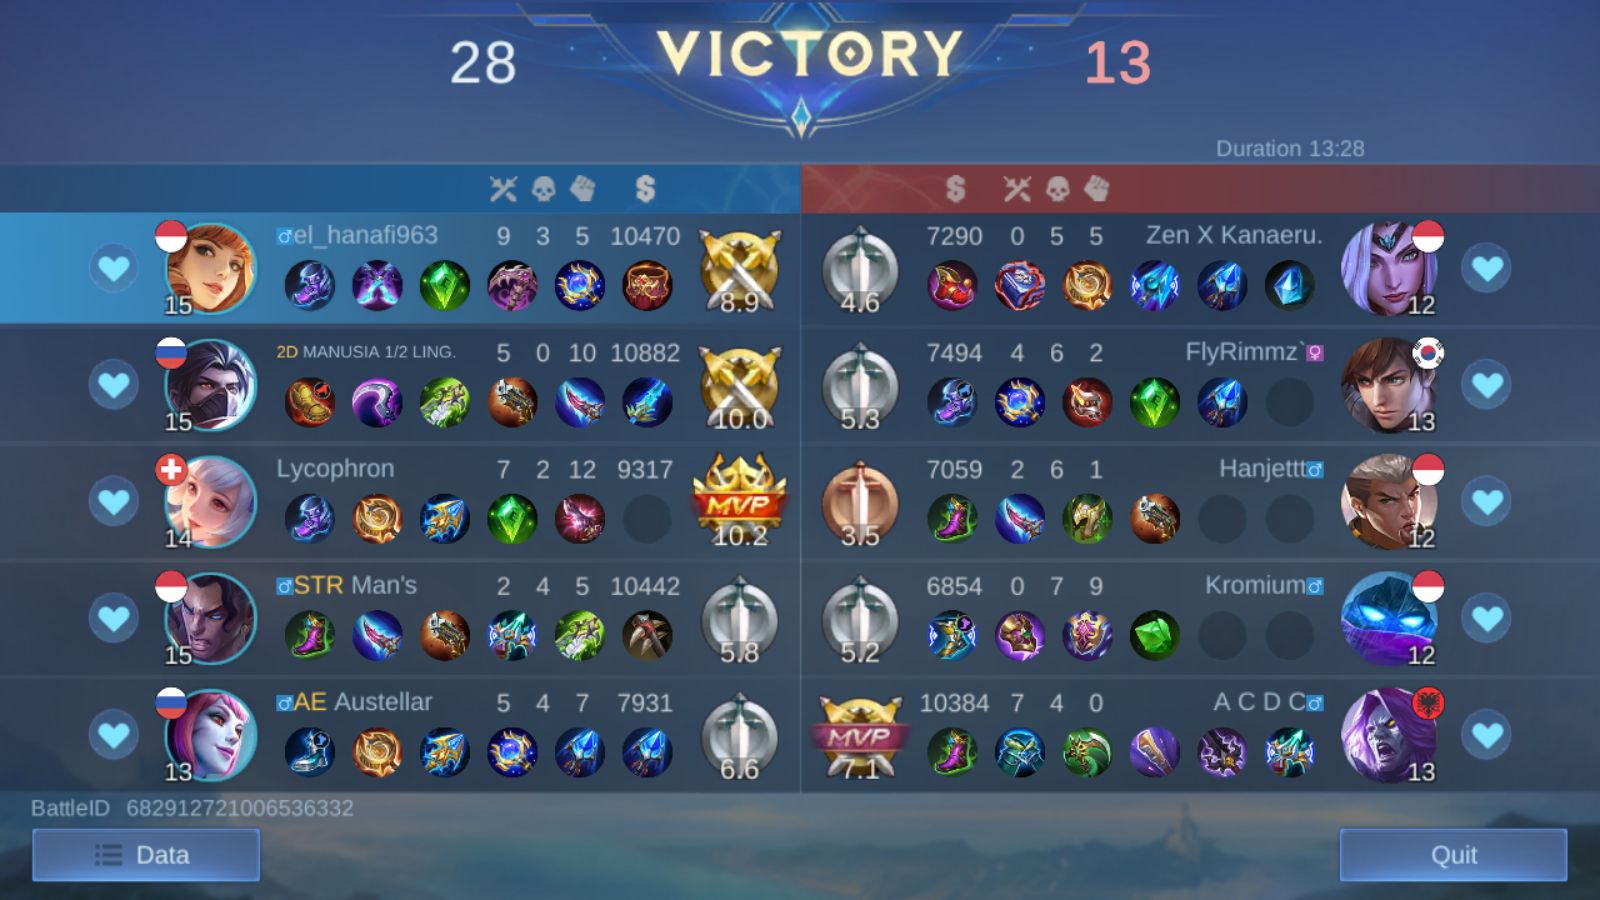 28 VICTORY 13
Duration 13:28
el_hanafi963 9 3 5 10470
15 8.9
7290 0 5 5 Zen X Kanaeru.
4.6 12
2D MANUSIA 1/2 LING. 5 0 10 10882
15 10.0
7494 4 6 2 FlyRimmz`
5.3 13
Lycophron 7 2 12 9317
14 MVP 10.2
7059 2 6 1 Hanjettt
3.5 12
STR Man's 2 4 5 10442
15 5.8
6854 0 7 9 Kromium
5.2 12
AE Austellar 5 4 7 7931
13 6.6
10384 7 4 0 A C D C
MVP 7.1 13
BattleID 682912721006536332
Data Quit